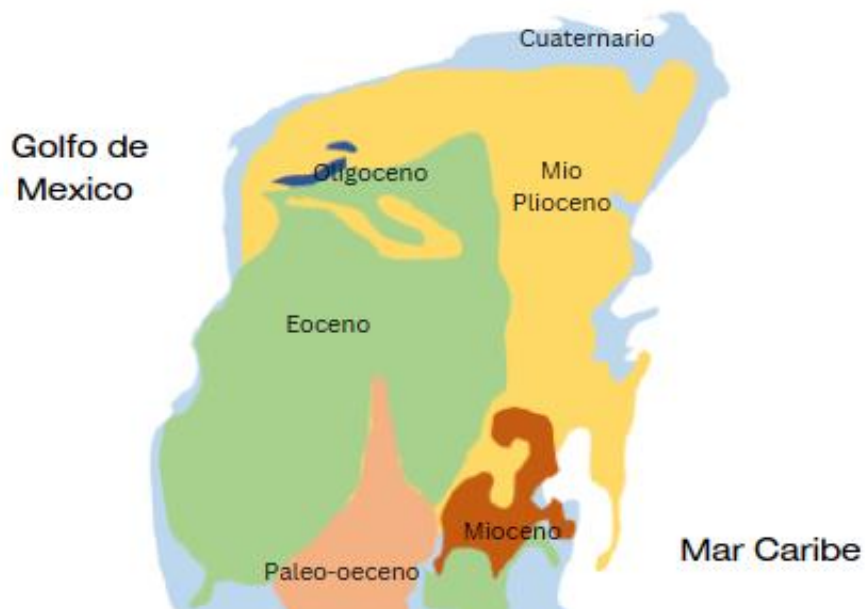 Cuaternario
Golfo de
Mexico
Oligoceno
Mio
Plioceno
Eoceno
Mioceno
Mar Caribe
Paleo-oeceno